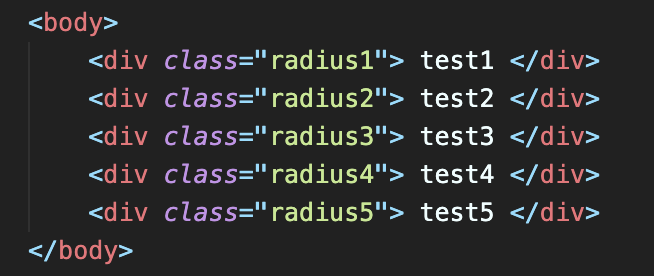 <body>
<div class="radius1"> test1 </div>
<div class="radius2"> test2 </div>
<div class="radius3"> test3 </div>
<div class="radius4"> test4 </div>
<div class="radius5"> test5 </div>
</body>